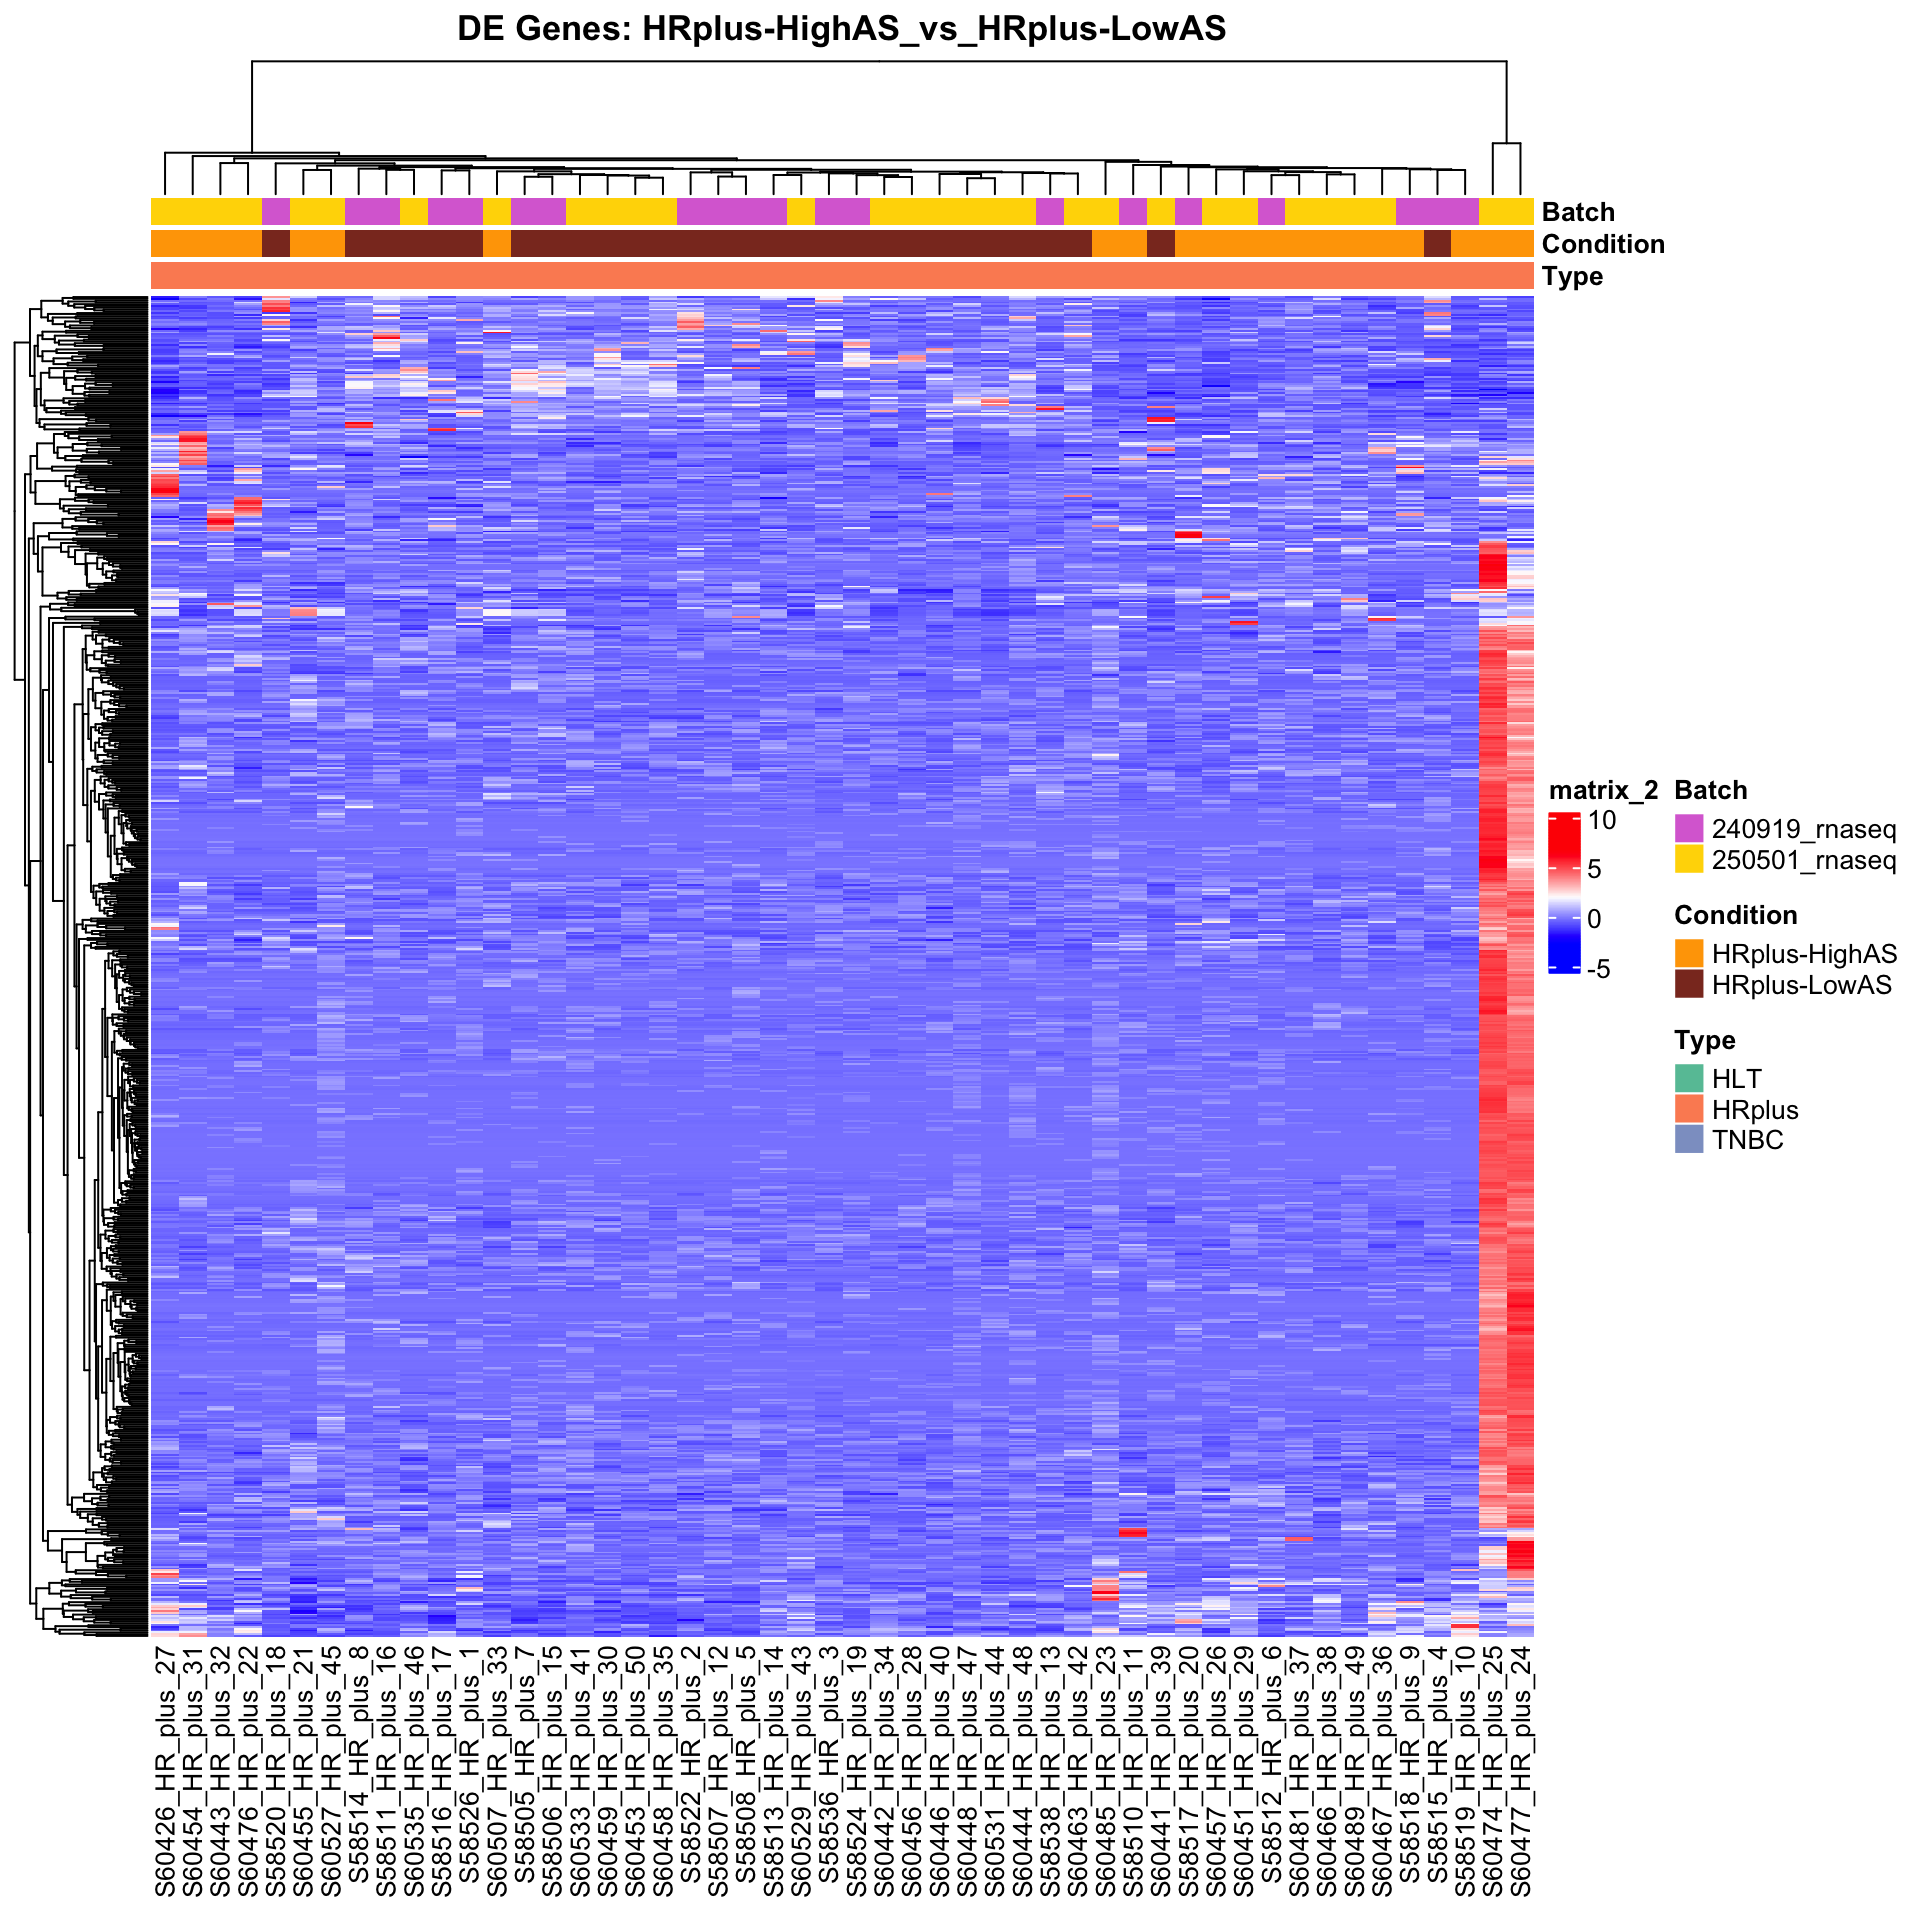 DE Genes: HRplus-HighAS_vs_HRplus-LowAS
Batch
Condition
Type
matrix_2
10
5
0
-5
Batch
240919_rnaseq
250501_rnaseq
Condition
HRplus-HighAS
HRplus-LowAS
Type
HLT
HRplus
TNBC
S60426_HR_plus_27
S60454_HR_plus_31
S60443_HR_plus_32
S60476_HR_plus_22
S58520_HR_plus_18
S60455_HR_plus_21
S60527_HR_plus_45
S58514_HR_plus_8
S58511_HR_plus_16
S60535_HR_plus_46
S58516_HR_plus_17
S58526_HR_plus_1
S60507_HR_plus_33
S58505_HR_plus_7
S58506_HR_plus_15
S60533_HR_plus_41
S60459_HR_plus_30
S60453_HR_plus_50
S60458_HR_plus_35
S58522_HR_plus_2
S58507_HR_plus_12
S58508_HR_plus_5
S58513_HR_plus_14
S60529_HR_plus_43
S58536_HR_plus_3
S58524_HR_plus_19
S60442_HR_plus_34
S60456_HR_plus_28
S60446_HR_plus_40
S60448_HR_plus_47
S60531_HR_plus_44
S60444_HR_plus_48
S58538_HR_plus_13
S60463_HR_plus_42
S60485_HR_plus_23
S58510_HR_plus_11
S60441_HR_plus_39
S58517_HR_plus_20
S60457_HR_plus_26
S60451_HR_plus_29
S58512_HR_plus_6
S60481_HR_plus_37
S60466_HR_plus_38
S60489_HR_plus_49
S60467_HR_plus_36
S58518_HR_plus_9
S58515_HR_plus_4
S58519_HR_plus_10
S60474_HR_plus_25
S60477_HR_plus_24